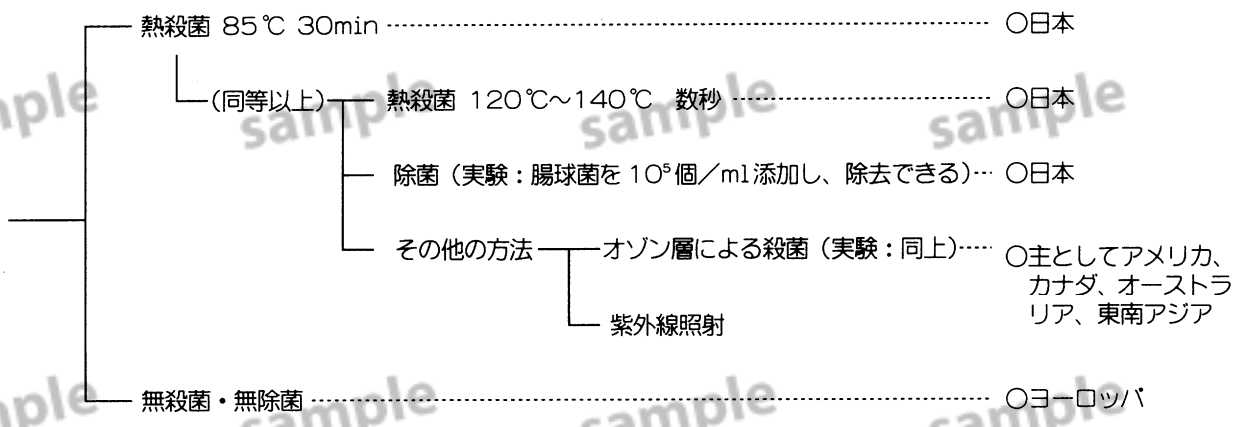 熱殺菌 85℃ 30min ○日本
(同等以上) 熱殺菌 120℃～140℃ 数秒 ○日本
除菌（実験：腸球菌を10⁵個／ml添加し、除去できる） ○日本
その他の方法 オゾン層による殺菌（実験：同上） ○主としてアメリカ、
カナダ、オーストラ
リア、東南アジア
紫外線照射
無殺菌・無除菌 ○ヨーロッパ
mple sample sample sample
mple sample sample sample